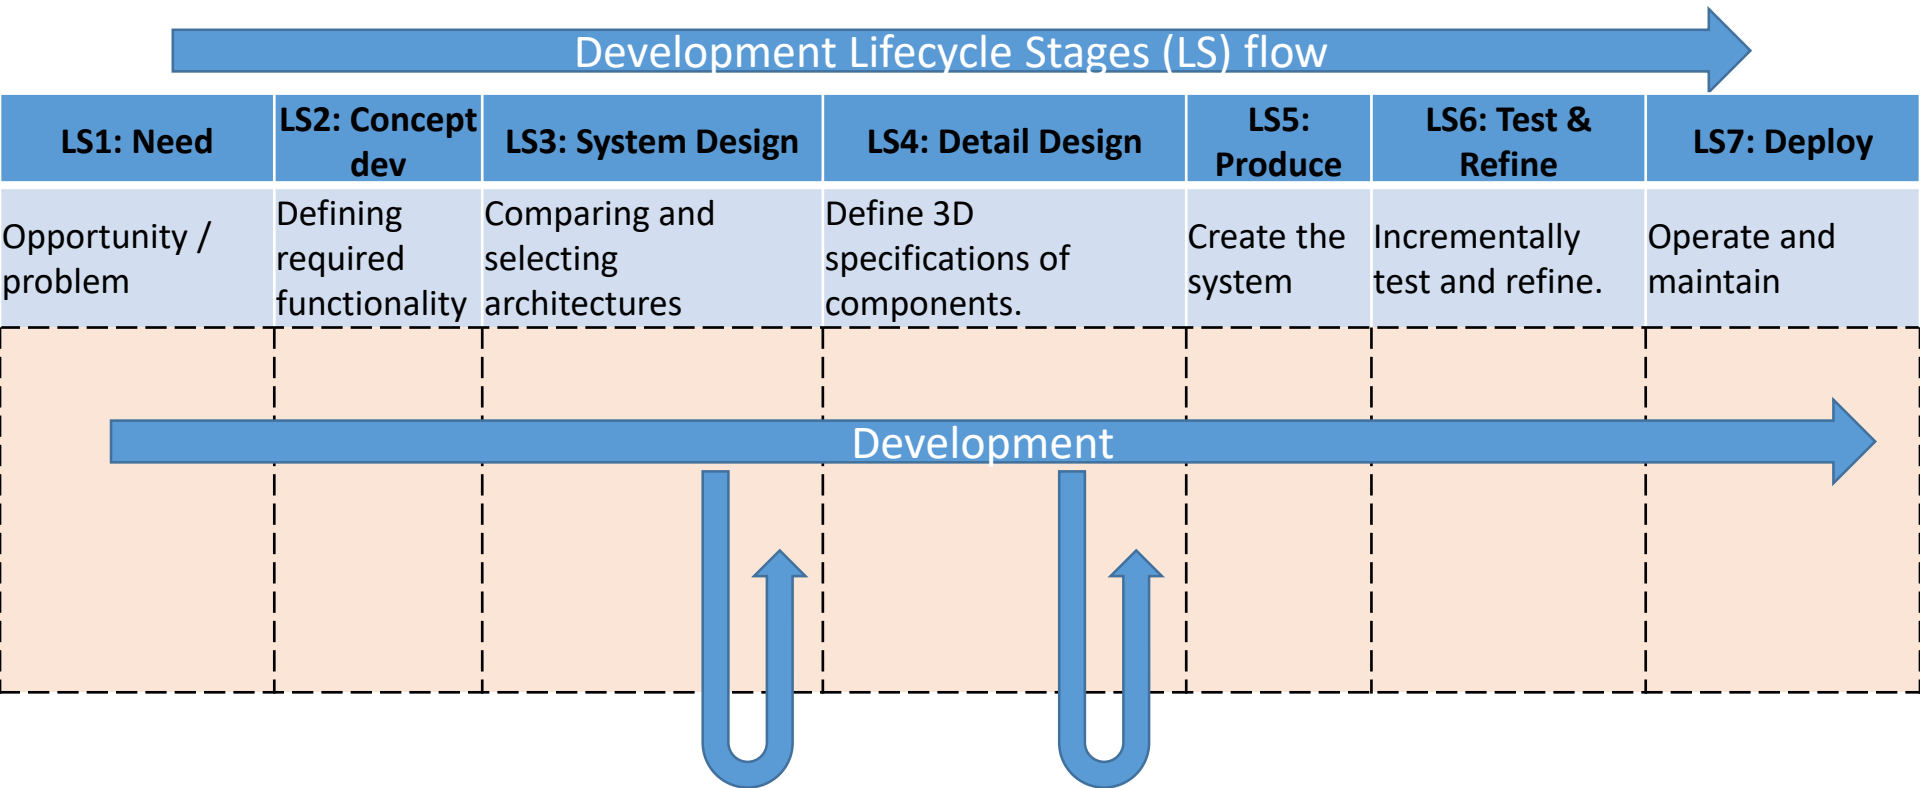 Development Lifecycle Stages (LS) flow
LS1: Need
LS2: Concept
dev
LS3: System Design
LS4: Detail Design
LS5:
Produce
LS6: Test &
Refine
LS7: Deploy
Opportunity /
problem
Defining
required
functionality
Comparing and
selecting
architectures
Define 3D
specifications of
components.
Create the
system
Incrementally
test and refine.
Operate and
maintain
Development